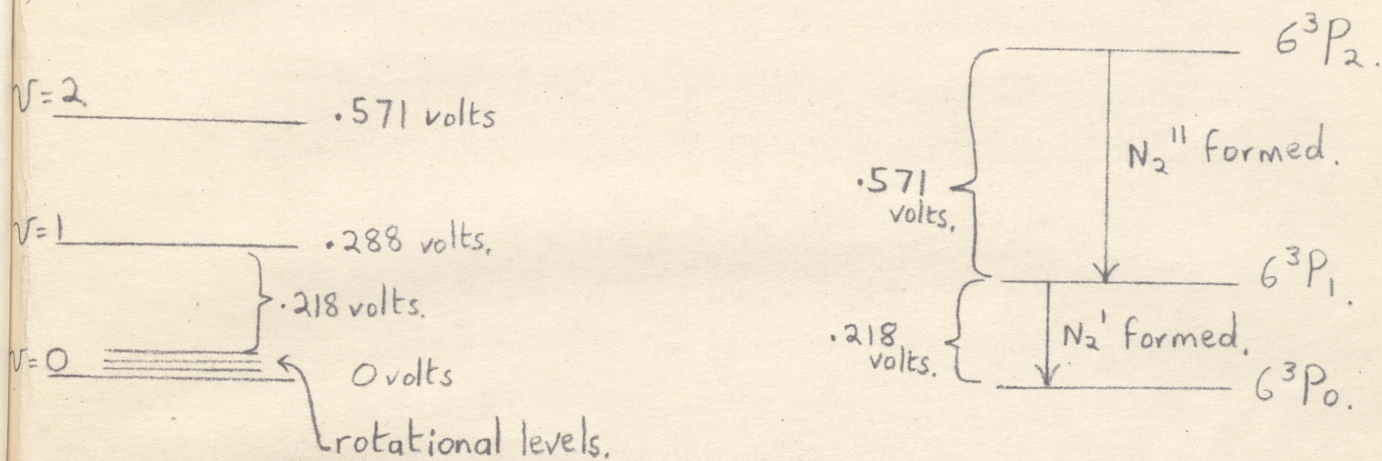 v=2.
.571 volts
v=1
.288 volts.
.218 volts.
v=0
0 volts
rotational levels.
6³P₂.
.571
volts.
N₂" formed.
6³P₁.
.218
volts.
N₂' formed.
6³P₀.